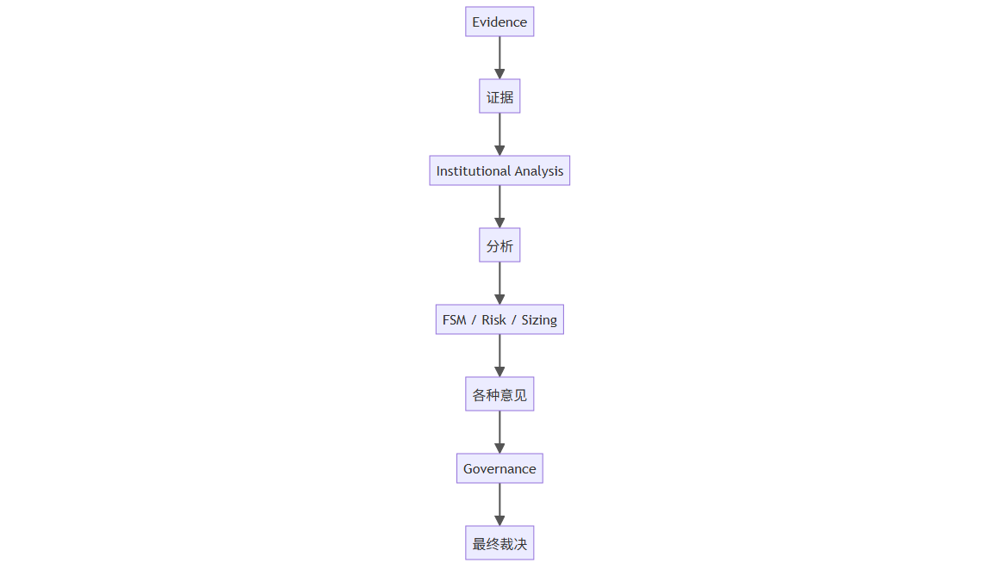 Evidence
证据
Institutional Analysis
分析
FSM / Risk / Sizing
各种意见
Governance
最终裁决